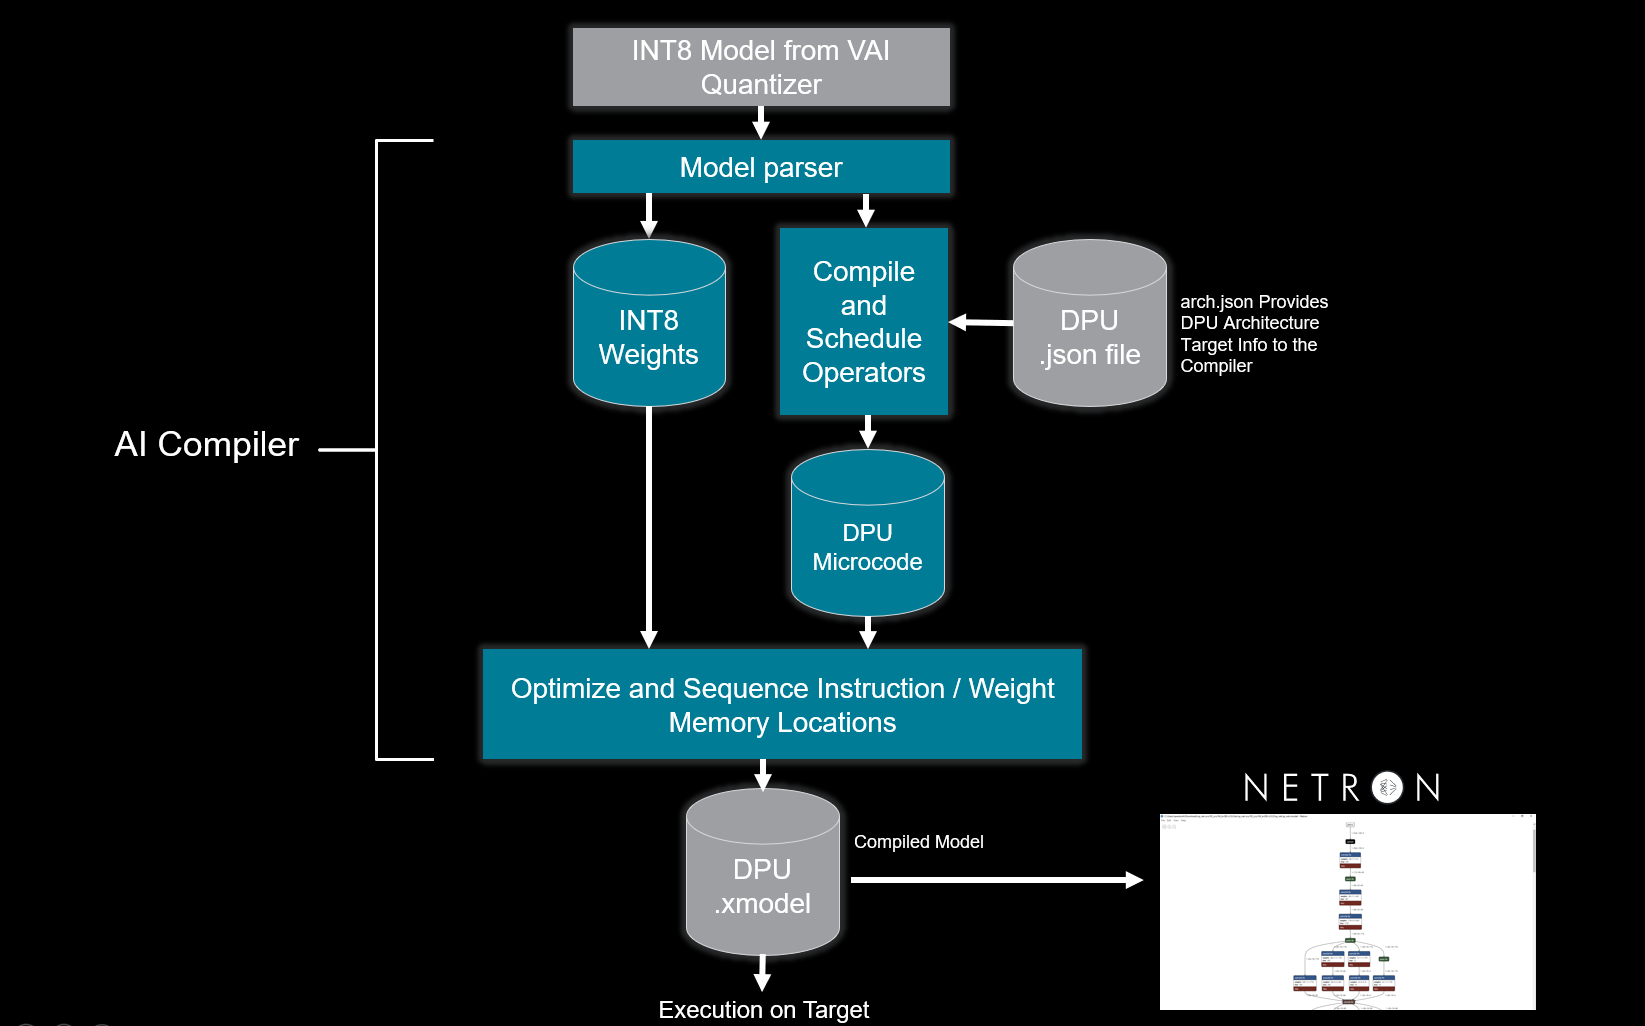 INT8 Model from VAI
Quantizer
Model parser
INT8
Weights
Compile
and
Schedule
Operators
DPU
.json file
arch.json Provides
DPU Architecture
Target Info to the
Compiler
AI Compiler
DPU
Microcode
Optimize and Sequence Instruction / Weight
Memory Locations
DPU
.xmodel
Compiled Model
NETRON
Execution on Target